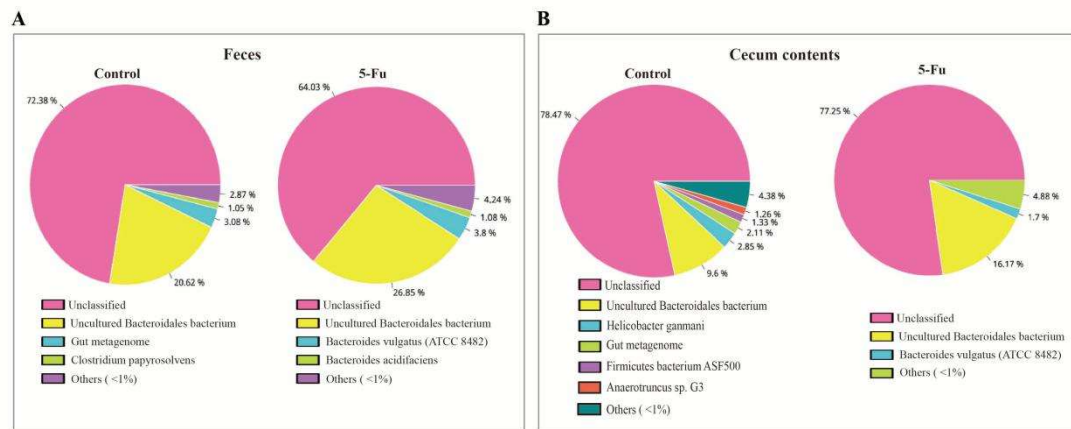 A
B
Feces
Control
5-Fu
72.38 %
2.87 %
1.05 %
3.08 %
20.62 %
64.03 %
4.24 %
1.08 %
3.8 %
26.85 %
Unclassified
Uncultured Bacteroidales bacterium
Gut metagenome
Clostridium papyrosolvens
Others ( <1%)
Unclassified
Uncultured Bacteroidales bacterium
Bacteroides vulgatus (ATCC 8482)
Bacteroides acidifaciens
Others ( <1%)
Cecum contents
Control
5-Fu
78.47 %
4.38 %
1.26 %
1.33 %
2.11 %
2.85 %
9.6 %
77.25 %
4.88 %
1.7 %
16.17 %
Unclassified
Uncultured Bacteroidales bacterium
Helicobacter ganmani
Gut metagenome
Firmicutes bacterium ASF500
Anaerotruncus sp. G3
Others ( <1%)
Unclassified
Uncultured Bacteroidales bacterium
Bacteroides vulgatus (ATCC 8482)
Others ( <1%)